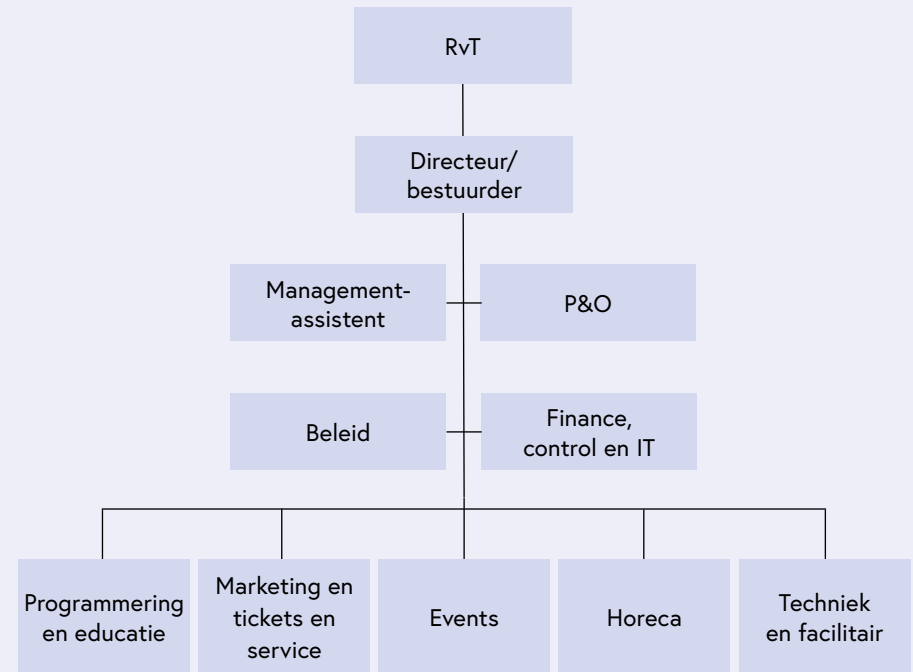 RvT
Directeur/
bestuurder
Management-
assistent
P&O
Beleid
Finance,
control en IT
Programmering
en educatie
Marketing en
tickets en
service
Events
Horeca
Techniek
en facilitair